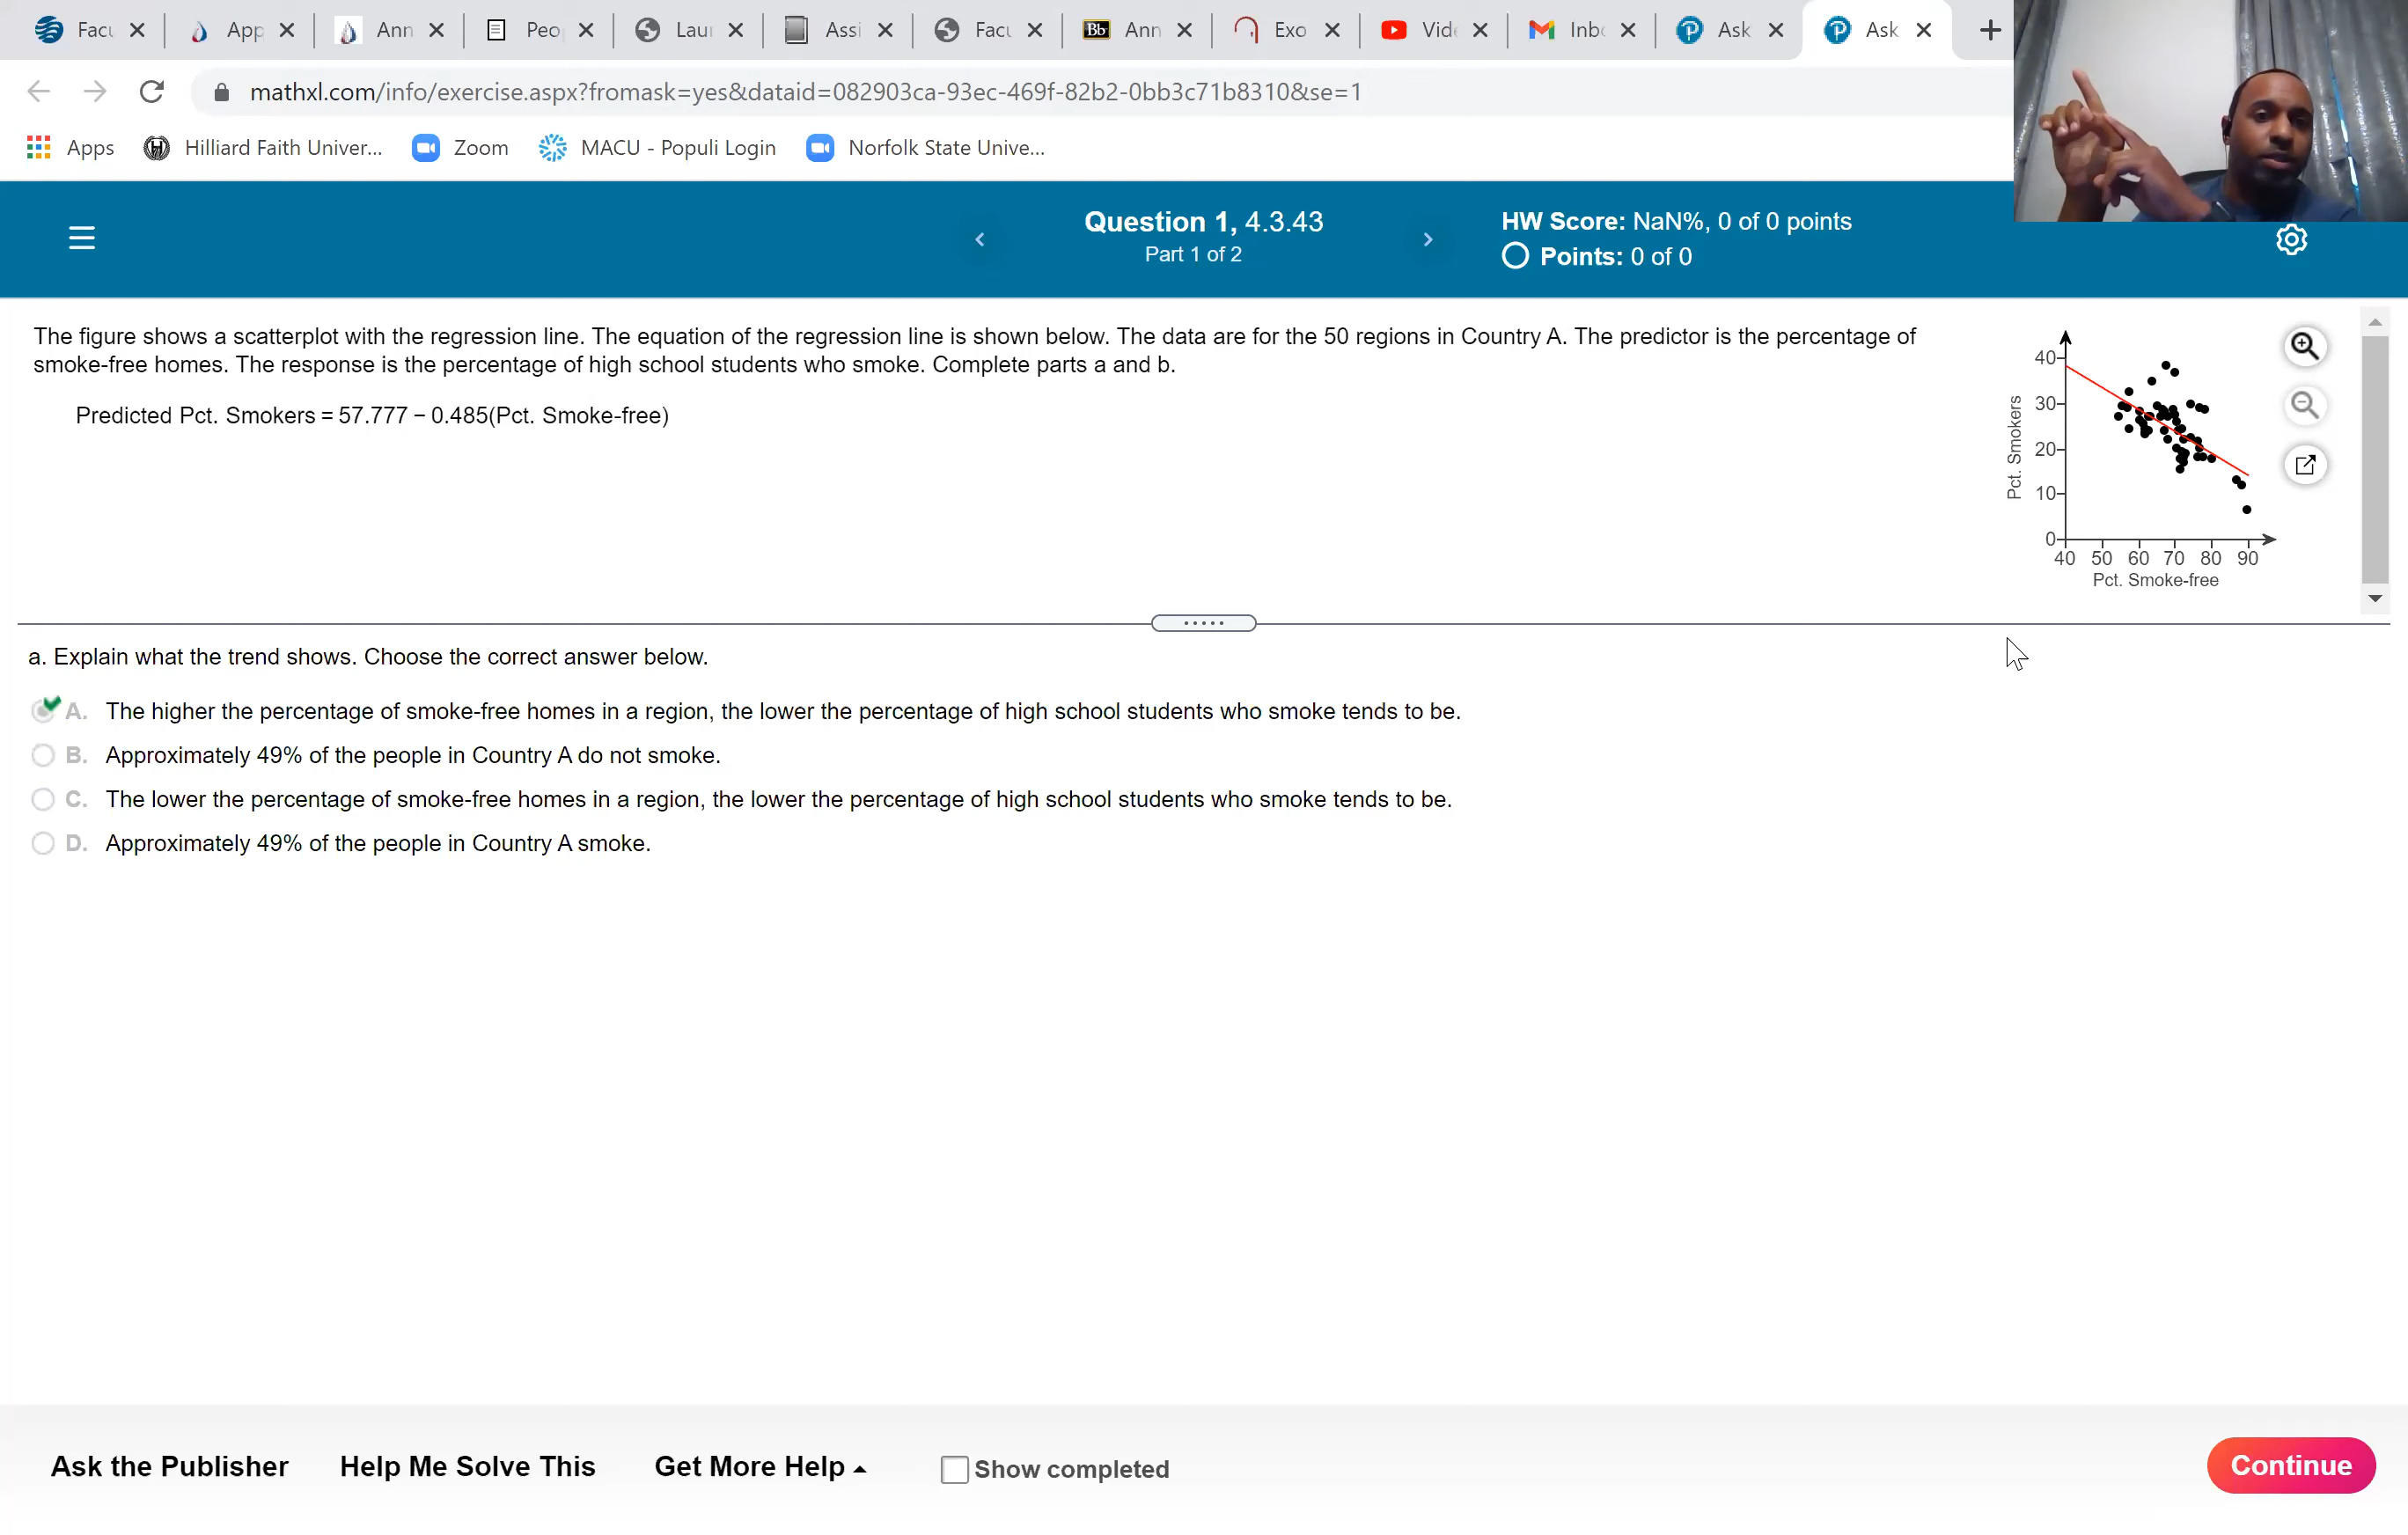 Facu
App
Ann
Peo
Laun
Assi
Facu
Bb Ann
Exo
Vide
Inbo
Ask
Ask
mathxl.com/info/exercise.aspx?fromask=yes&dataid=082903ca-93ec-469f-82b2-0bb3c71b8310&se=1
Apps
Hilliard Faith Univer...
Zoom
MACU - Populi Login
Norfolk State Unive...
Question 1, 4.3.43
Part 1 of 2
HW Score: NaN%, 0 of 0 points
Points: 0 of 0
The figure shows a scatterplot with the regression line. The equation of the regression line is shown below. The data are for the 50 regions in Country A. The predictor is the percentage of
smoke-free homes. The response is the percentage of high school students who smoke. Complete parts a and b.
Predicted Pct. Smokers = 57.777 − 0.485(Pct. Smoke-free)
Pct. Smokers
40
30
20
10
0
40 50 60 70 80 90
Pct. Smoke-free
a. Explain what the trend shows. Choose the correct answer below.
A. The higher the percentage of smoke-free homes in a region, the lower the percentage of high school students who smoke tends to be.
B. Approximately 49% of the people in Country A do not smoke.
C. The lower the percentage of smoke-free homes in a region, the lower the percentage of high school students who smoke tends to be.
D. Approximately 49% of the people in Country A smoke.
Ask the Publisher
Help Me Solve This
Get More Help
Show completed
Continue